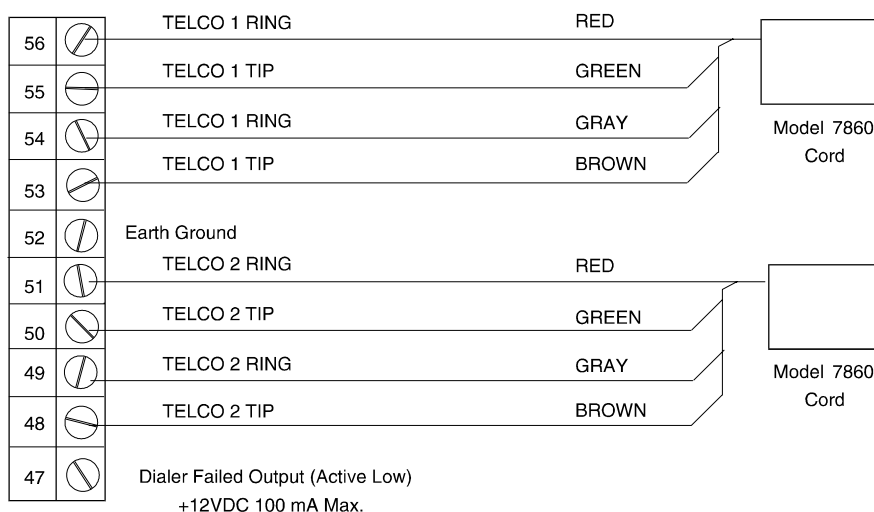 56 TELCO 1 RING RED
55 TELCO 1 TIP GREEN
54 TELCO 1 RING GRAY
53 TELCO 1 TIP BROWN
Model 7860
Cord
52 Earth Ground
51 TELCO 2 RING RED
50 TELCO 2 TIP GREEN
49 TELCO 2 RING GRAY
48 TELCO 2 TIP BROWN
Model 7860
Cord
47 Dialer Failed Output (Active Low)
+12VDC 100 mA Max.